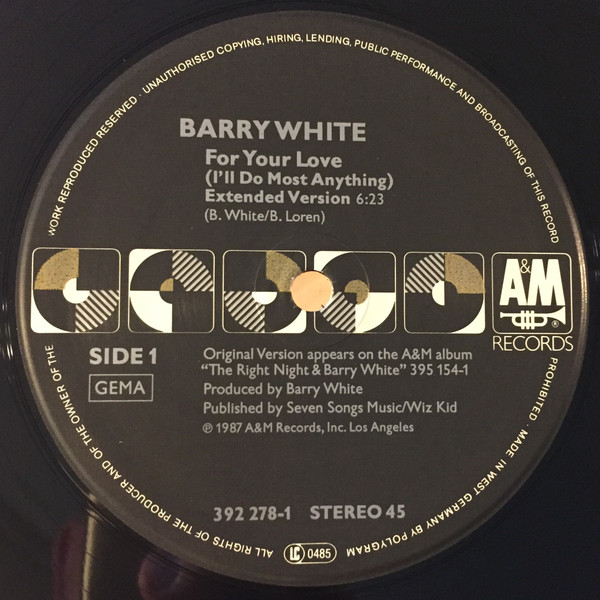 WORK REPRODUCED RESERVED · UNAUTHORISED COPYING, HIRING, LENDING, PUBLIC PERFORMANCE AND BROADCASTING OF THIS RECORD
BARRY WHITE
For Your Love
(I'll Do Most Anything)
Extended Version 6:23
(B. White/B. Loren)
A&M
®
RECORDS
SIDE 1
GEMA
Original Version appears on the A&M album
"The Right Night & Barry White" 395 154-1
Produced by Barry White
Published by Seven Songs Music/Wiz Kid
℗ 1987 A&M Records, Inc. Los Angeles
392 278-1 STEREO 45
PROHIBITED · MADE IN WEST GERMANY BY POLYGRAM
LC 0485
ALL RIGHTS OF THE PRODUCER AND OF THE OWNER OF THE